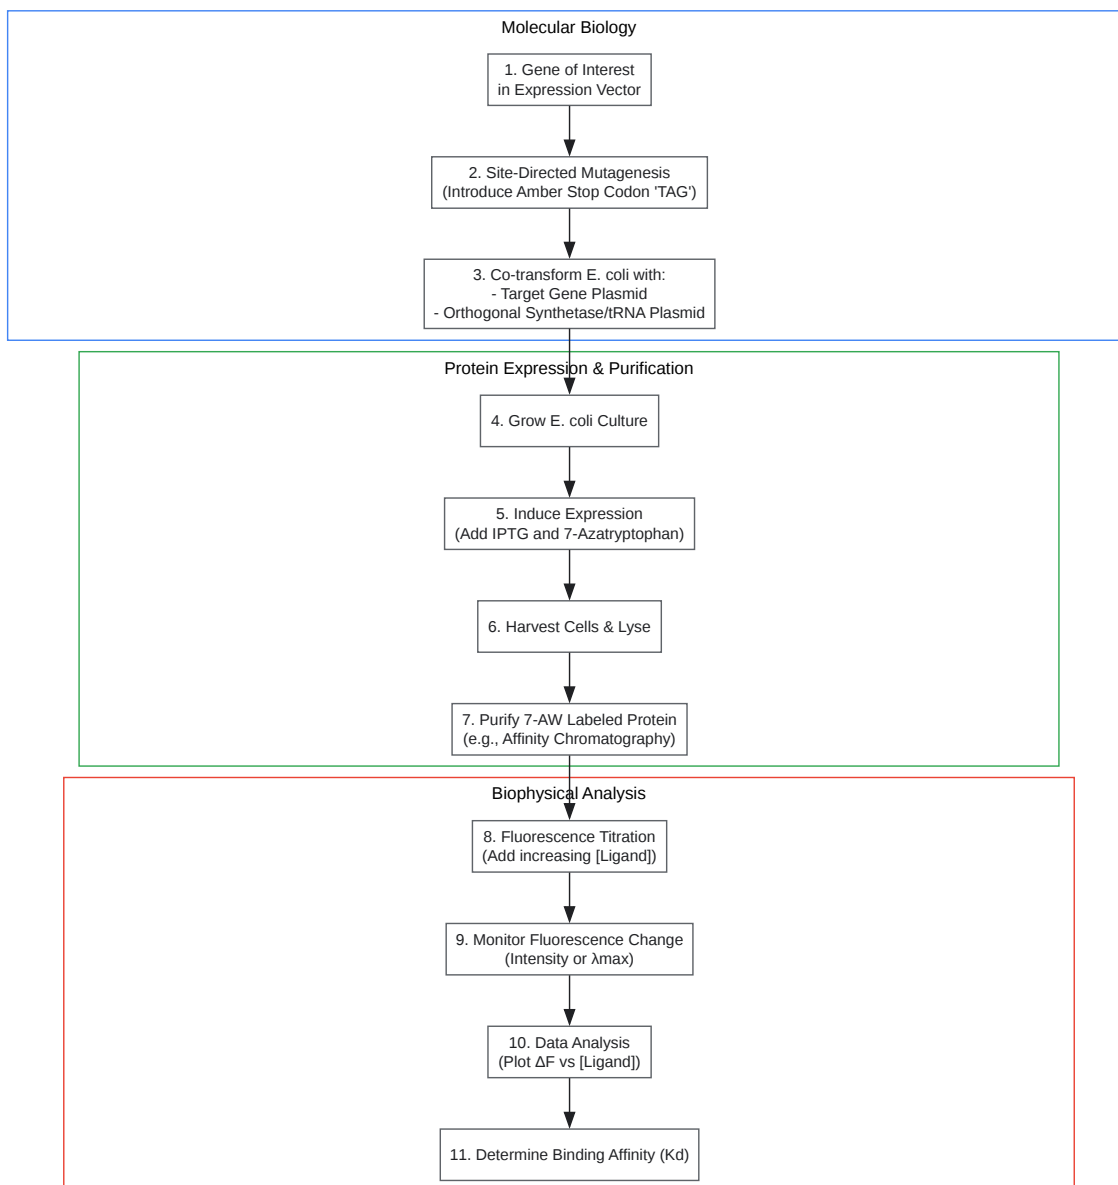 Molecular Biology
1. Gene of Interest
in Expression Vector
2. Site-Directed Mutagenesis
(Introduce Amber Stop Codon 'TAG')
3. Co-transform E. coli with:
- Target Gene Plasmid
- Orthogonal Synthetase/tRNA Plasmid
Protein Expression & Purification
4. Grow E. coli Culture
5. Induce Expression
(Add IPTG and 7-Azatryptophan)
6. Harvest Cells & Lyse
7. Purify 7-AW Labeled Protein
(e.g., Affinity Chromatography)
Biophysical Analysis
8. Fluorescence Titration
(Add increasing [Ligand])
9. Monitor Fluorescence Change
(Intensity or λmax)
10. Data Analysis
(Plot ΔF vs [Ligand])
11. Determine Binding Affinity (Kd)